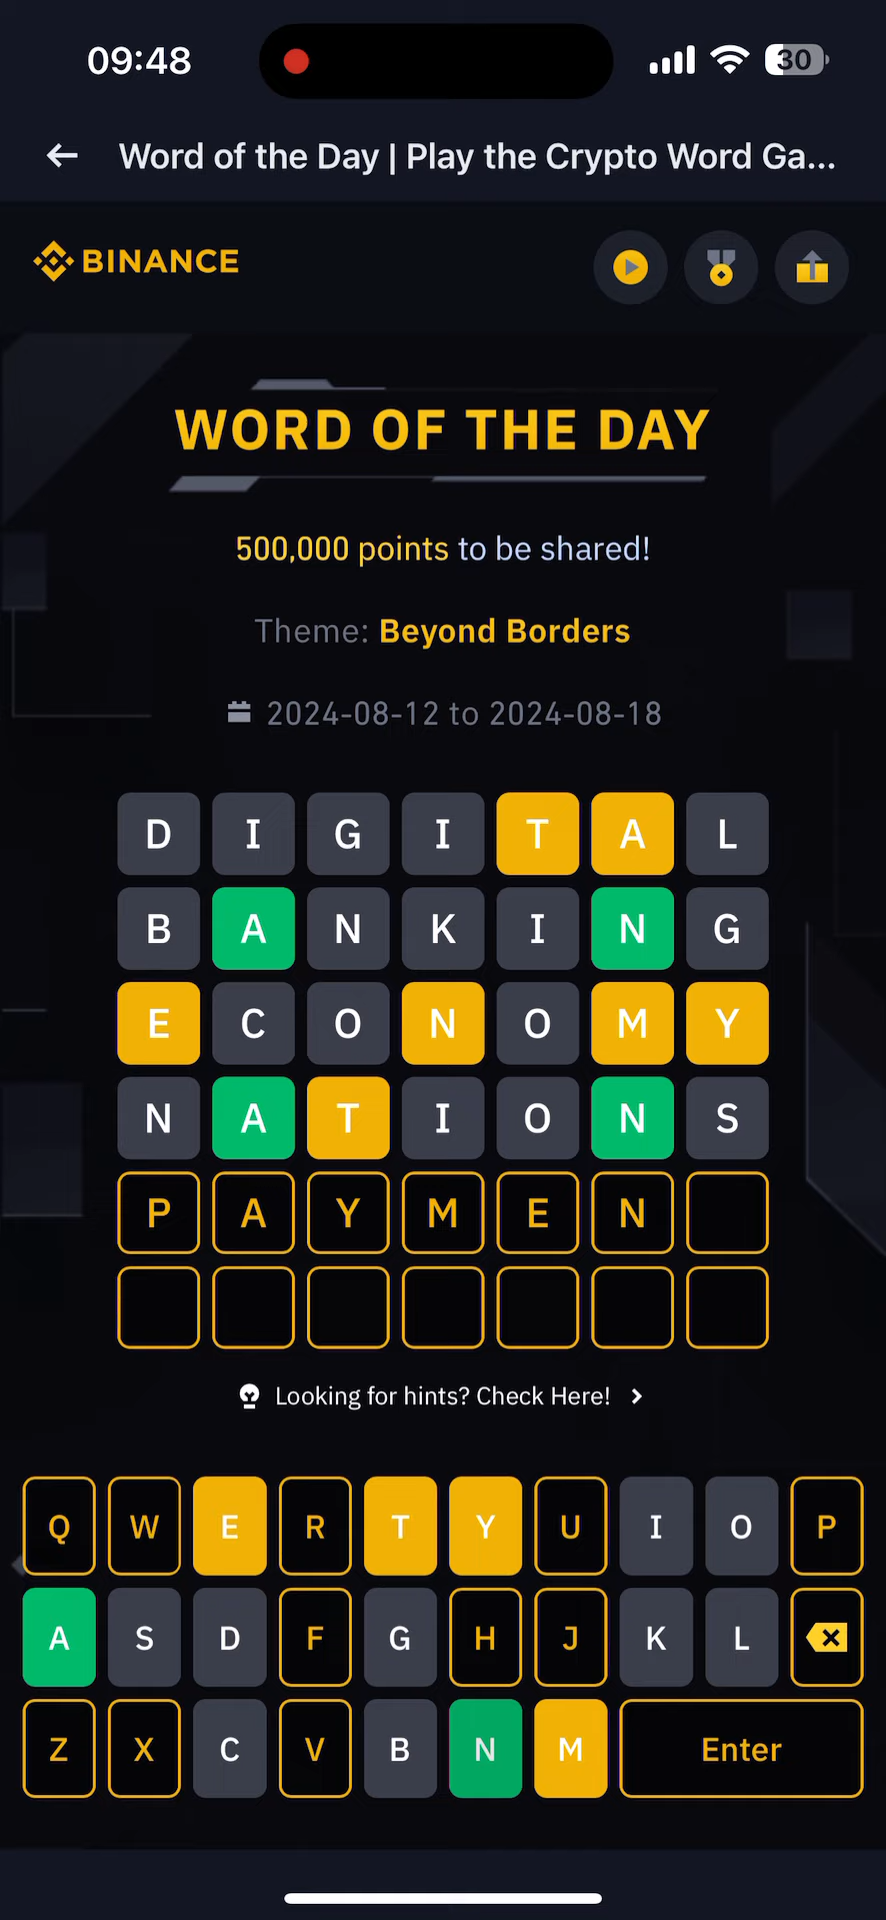 09:48
30
Word of the Day | Play the Crypto Word Ga...
BINANCE
WORD OF THE DAY
500,000 points to be shared!
Theme: Beyond Borders
2024-08-12 to 2024-08-18
D I G I T A L
B A N K I N G
E C O N O M Y
N A T I O N S
P A Y M E N
Looking for hints? Check Here!
Q W E R T Y U I O P
A S D F G H J K L
Z X C V B N M Enter